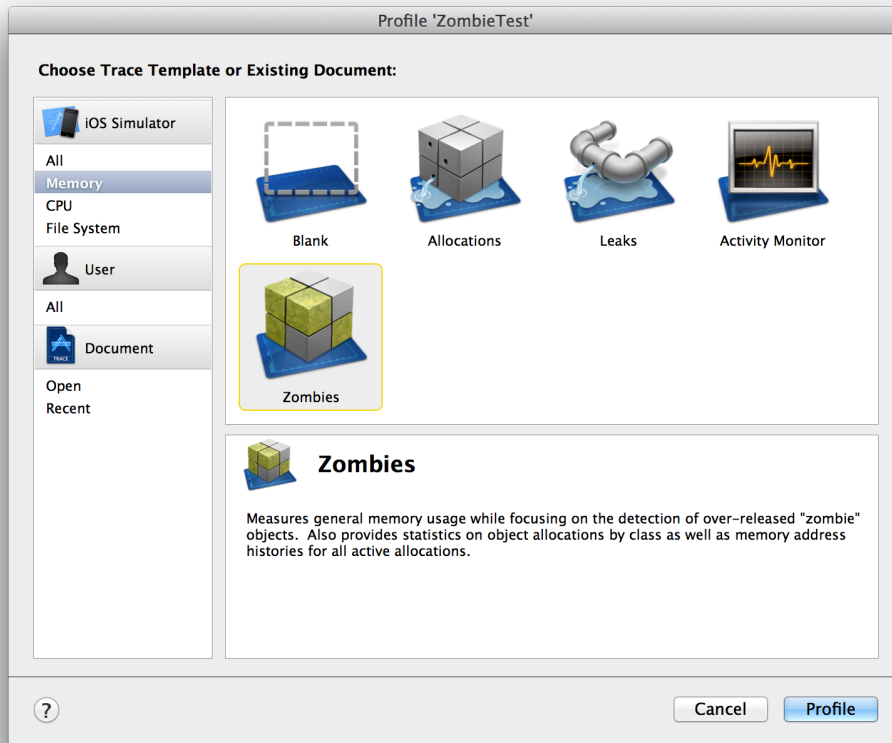 Profile 'ZombieTest'
Choose Trace Template or Existing Document:
iOS Simulator
All
Memory
CPU
File System
User
All
TRACE
Document
Open
Recent
Blank
Allocations
Leaks
Activity Monitor
Zombies
Zombies
Measures general memory usage while focusing on the detection of over-released "zombie"
objects.  Also provides statistics on object allocations by class as well as memory address
histories for all active allocations.
?
Cancel
Profile